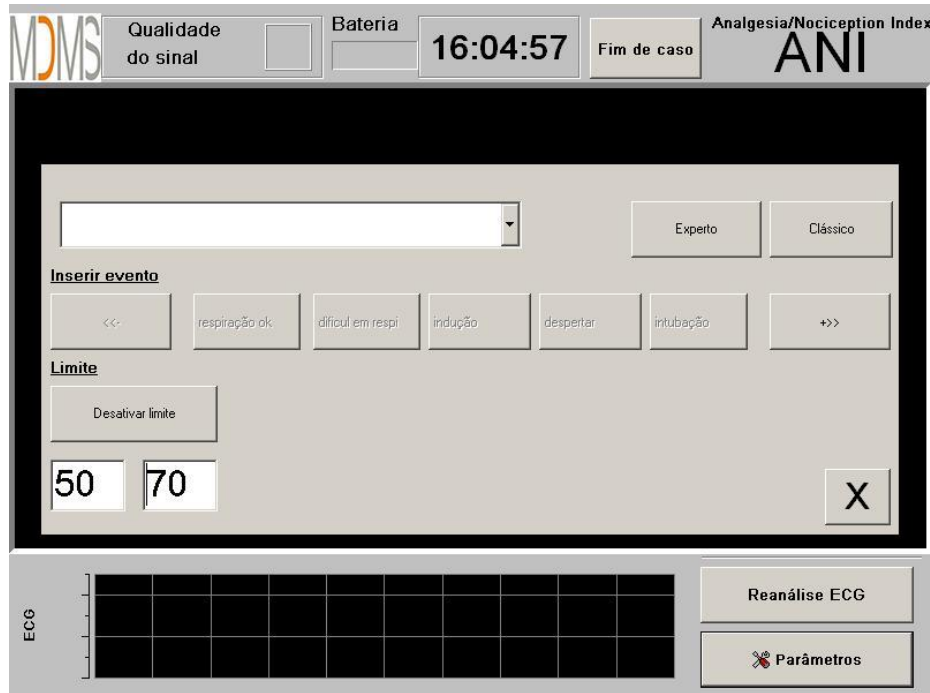 MDMS
Qualidade
do sinal
Bateria
16:04:57
Fim de caso
Analgesia/Nociception Index
ANI
Experto
Clássico
Inserir evento
<<-
respiração ok
dificul em respi
indução
despertar
intubação
+>>
Limite
Desativar limite
50
70
X
ECG
Reanálise ECG
Parâmetros